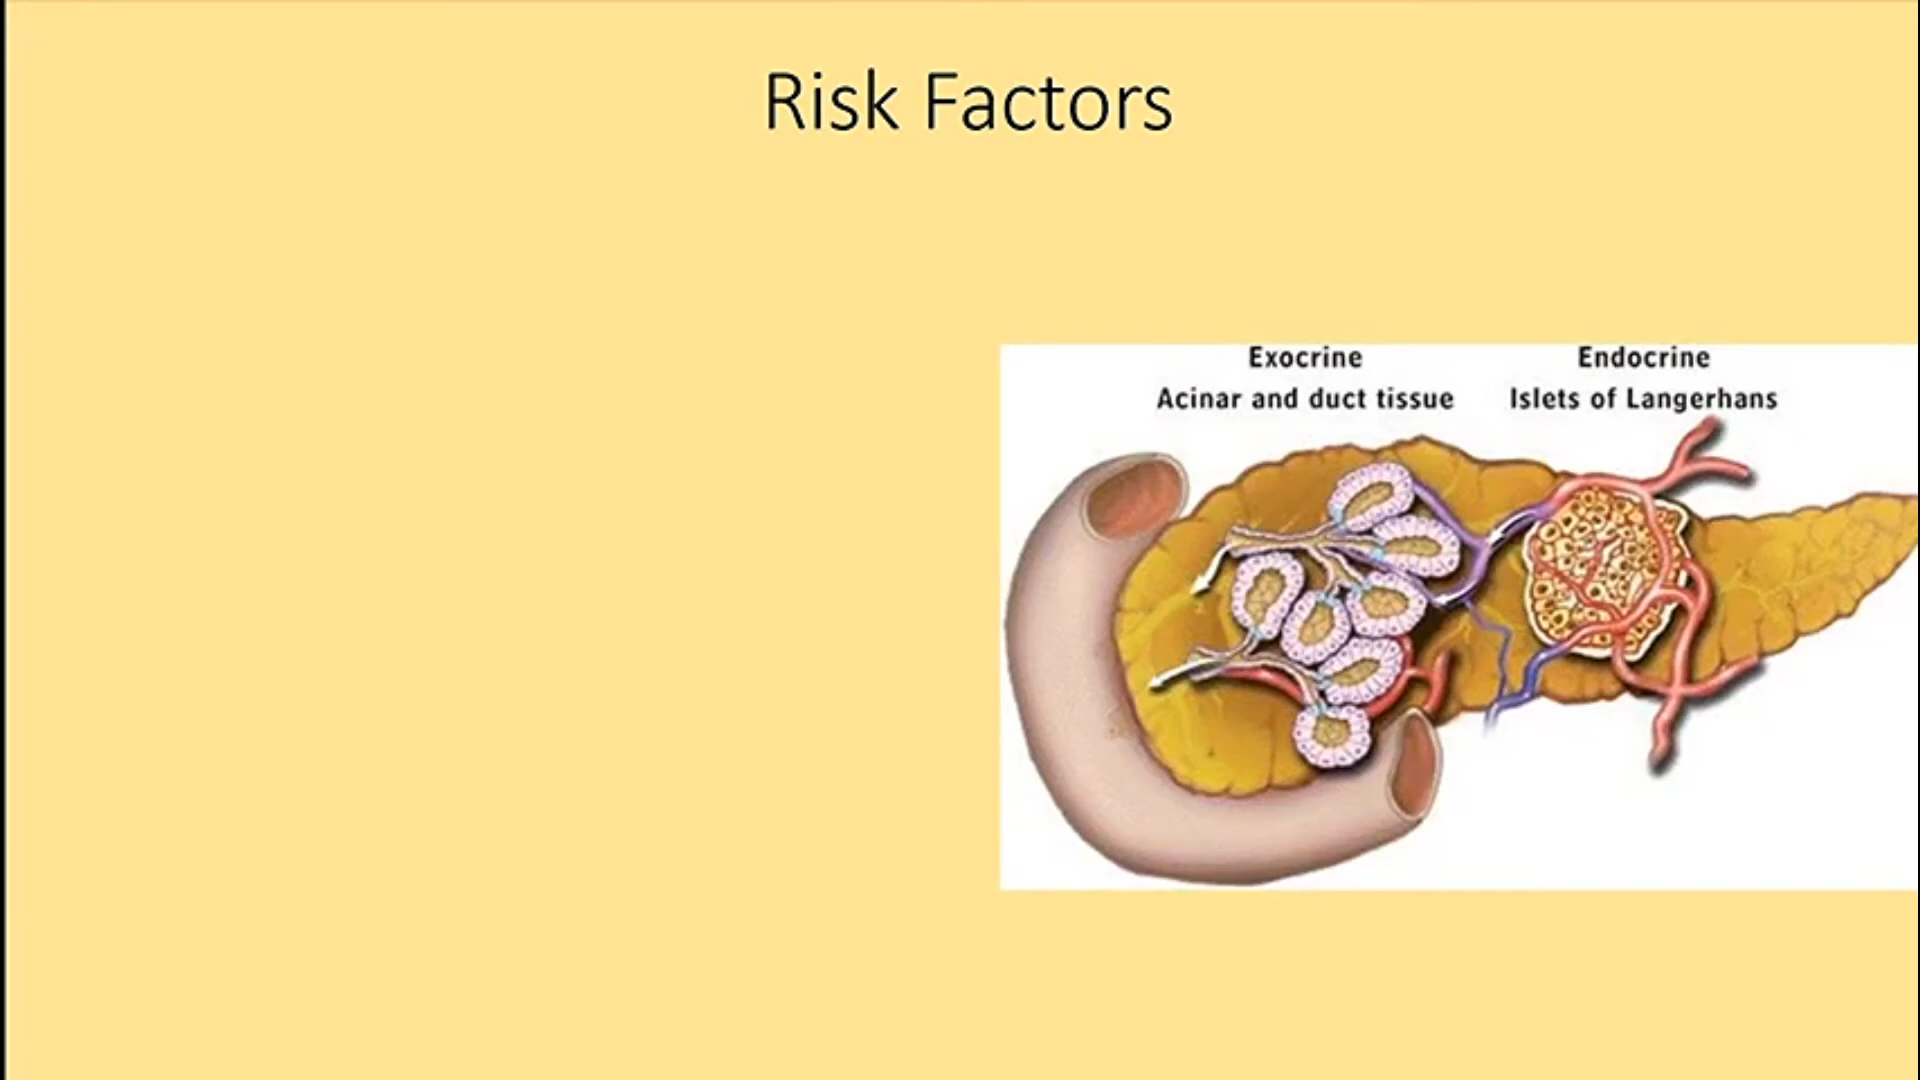 Risk Factors
Exocrine
Acinar and duct tissue
Endocrine
Islets of Langerhans